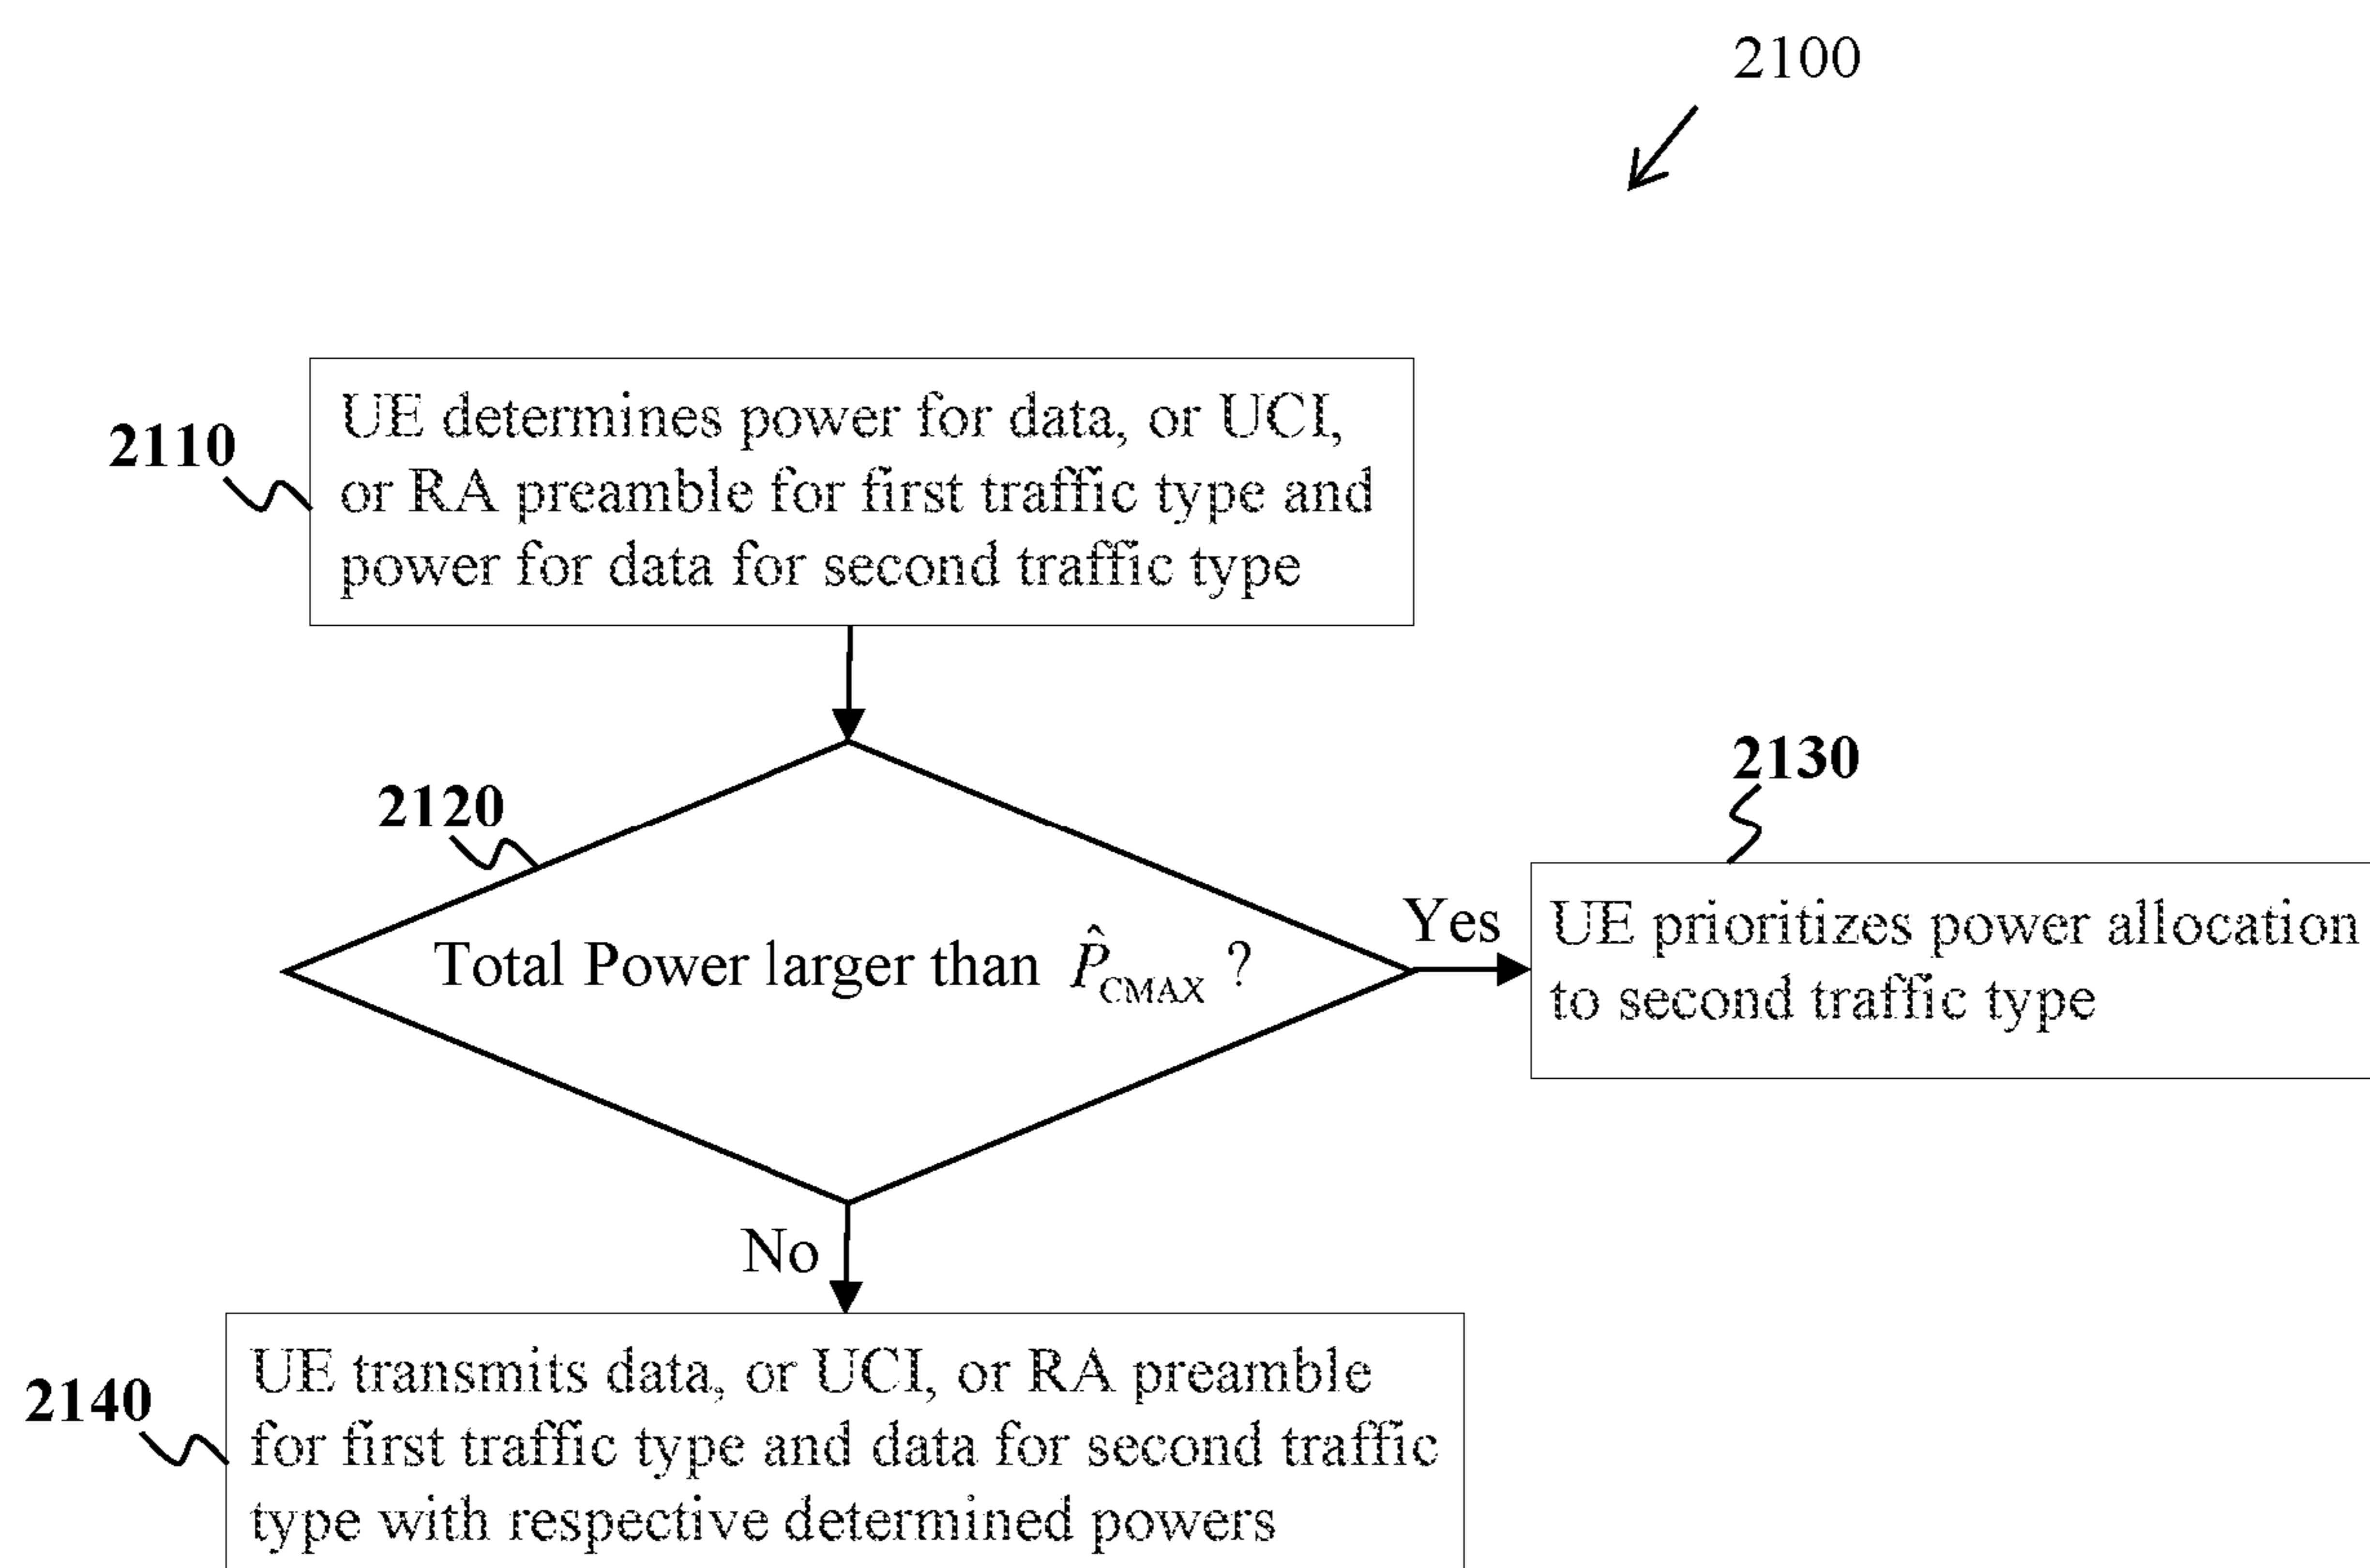 2100
2110
UE determines power for data, or UCI,
or RA preamble for first traffic type and
power for data for second traffic type
2120
Total Power larger than P̂CMAX ?
Yes
2130
UE prioritizes power allocation
to second traffic type
No
2140
UE transmits data, or UCI, or RA preamble
for first traffic type and data for second traffic
type with respective determined powers